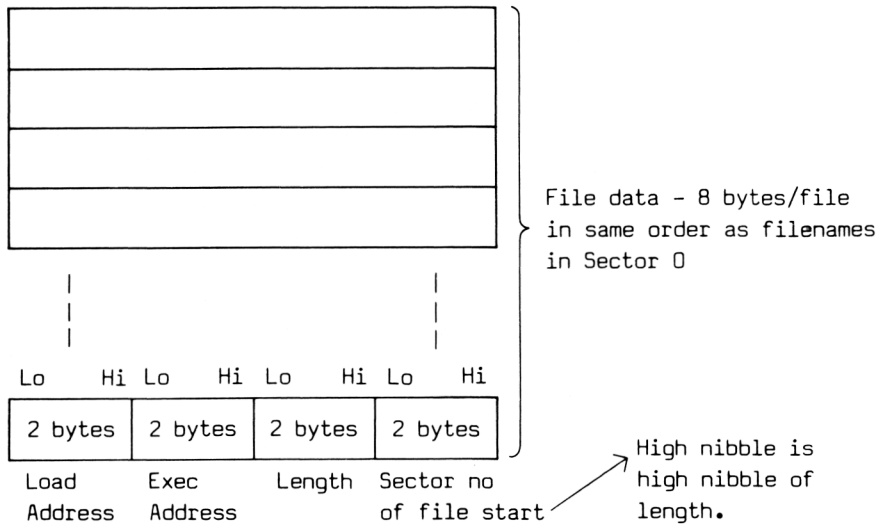 File data - 8 bytes/file
in same order as filenames
in Sector 0
Lo Hi Lo Hi Lo Hi Lo Hi
2 bytes 2 bytes 2 bytes 2 bytes
Load Address
Exec Address
Length
Sector no of file start
High nibble is
high nibble of
length.